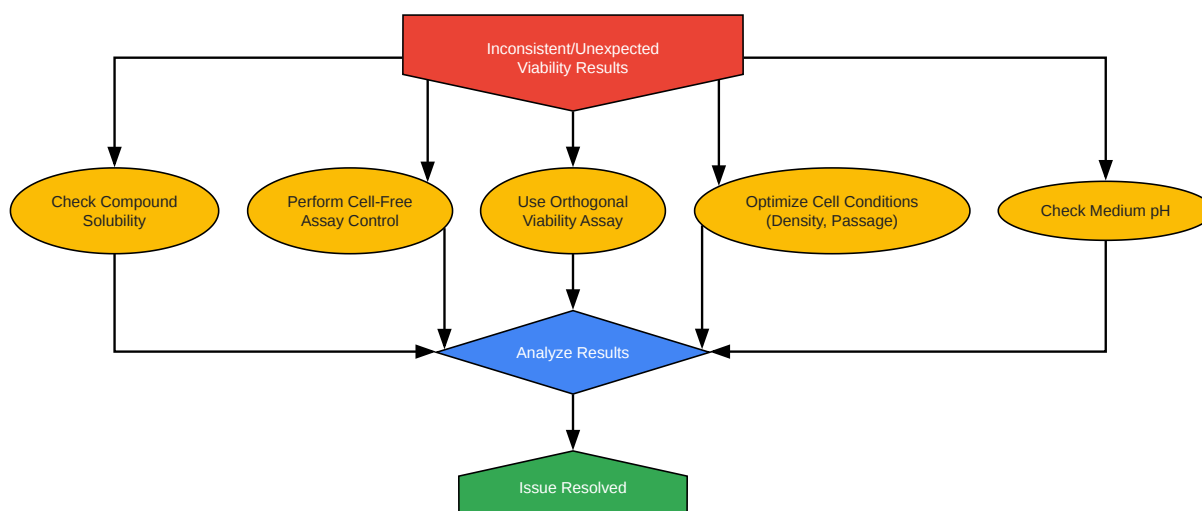 Inconsistent/Unexpected
Viability Results
Check Compound
Solubility
Perform Cell-Free
Assay Control
Use Orthogonal
Viability Assay
Optimize Cell Conditions
(Density, Passage)
Check Medium pH
Analyze Results
Issue Resolved